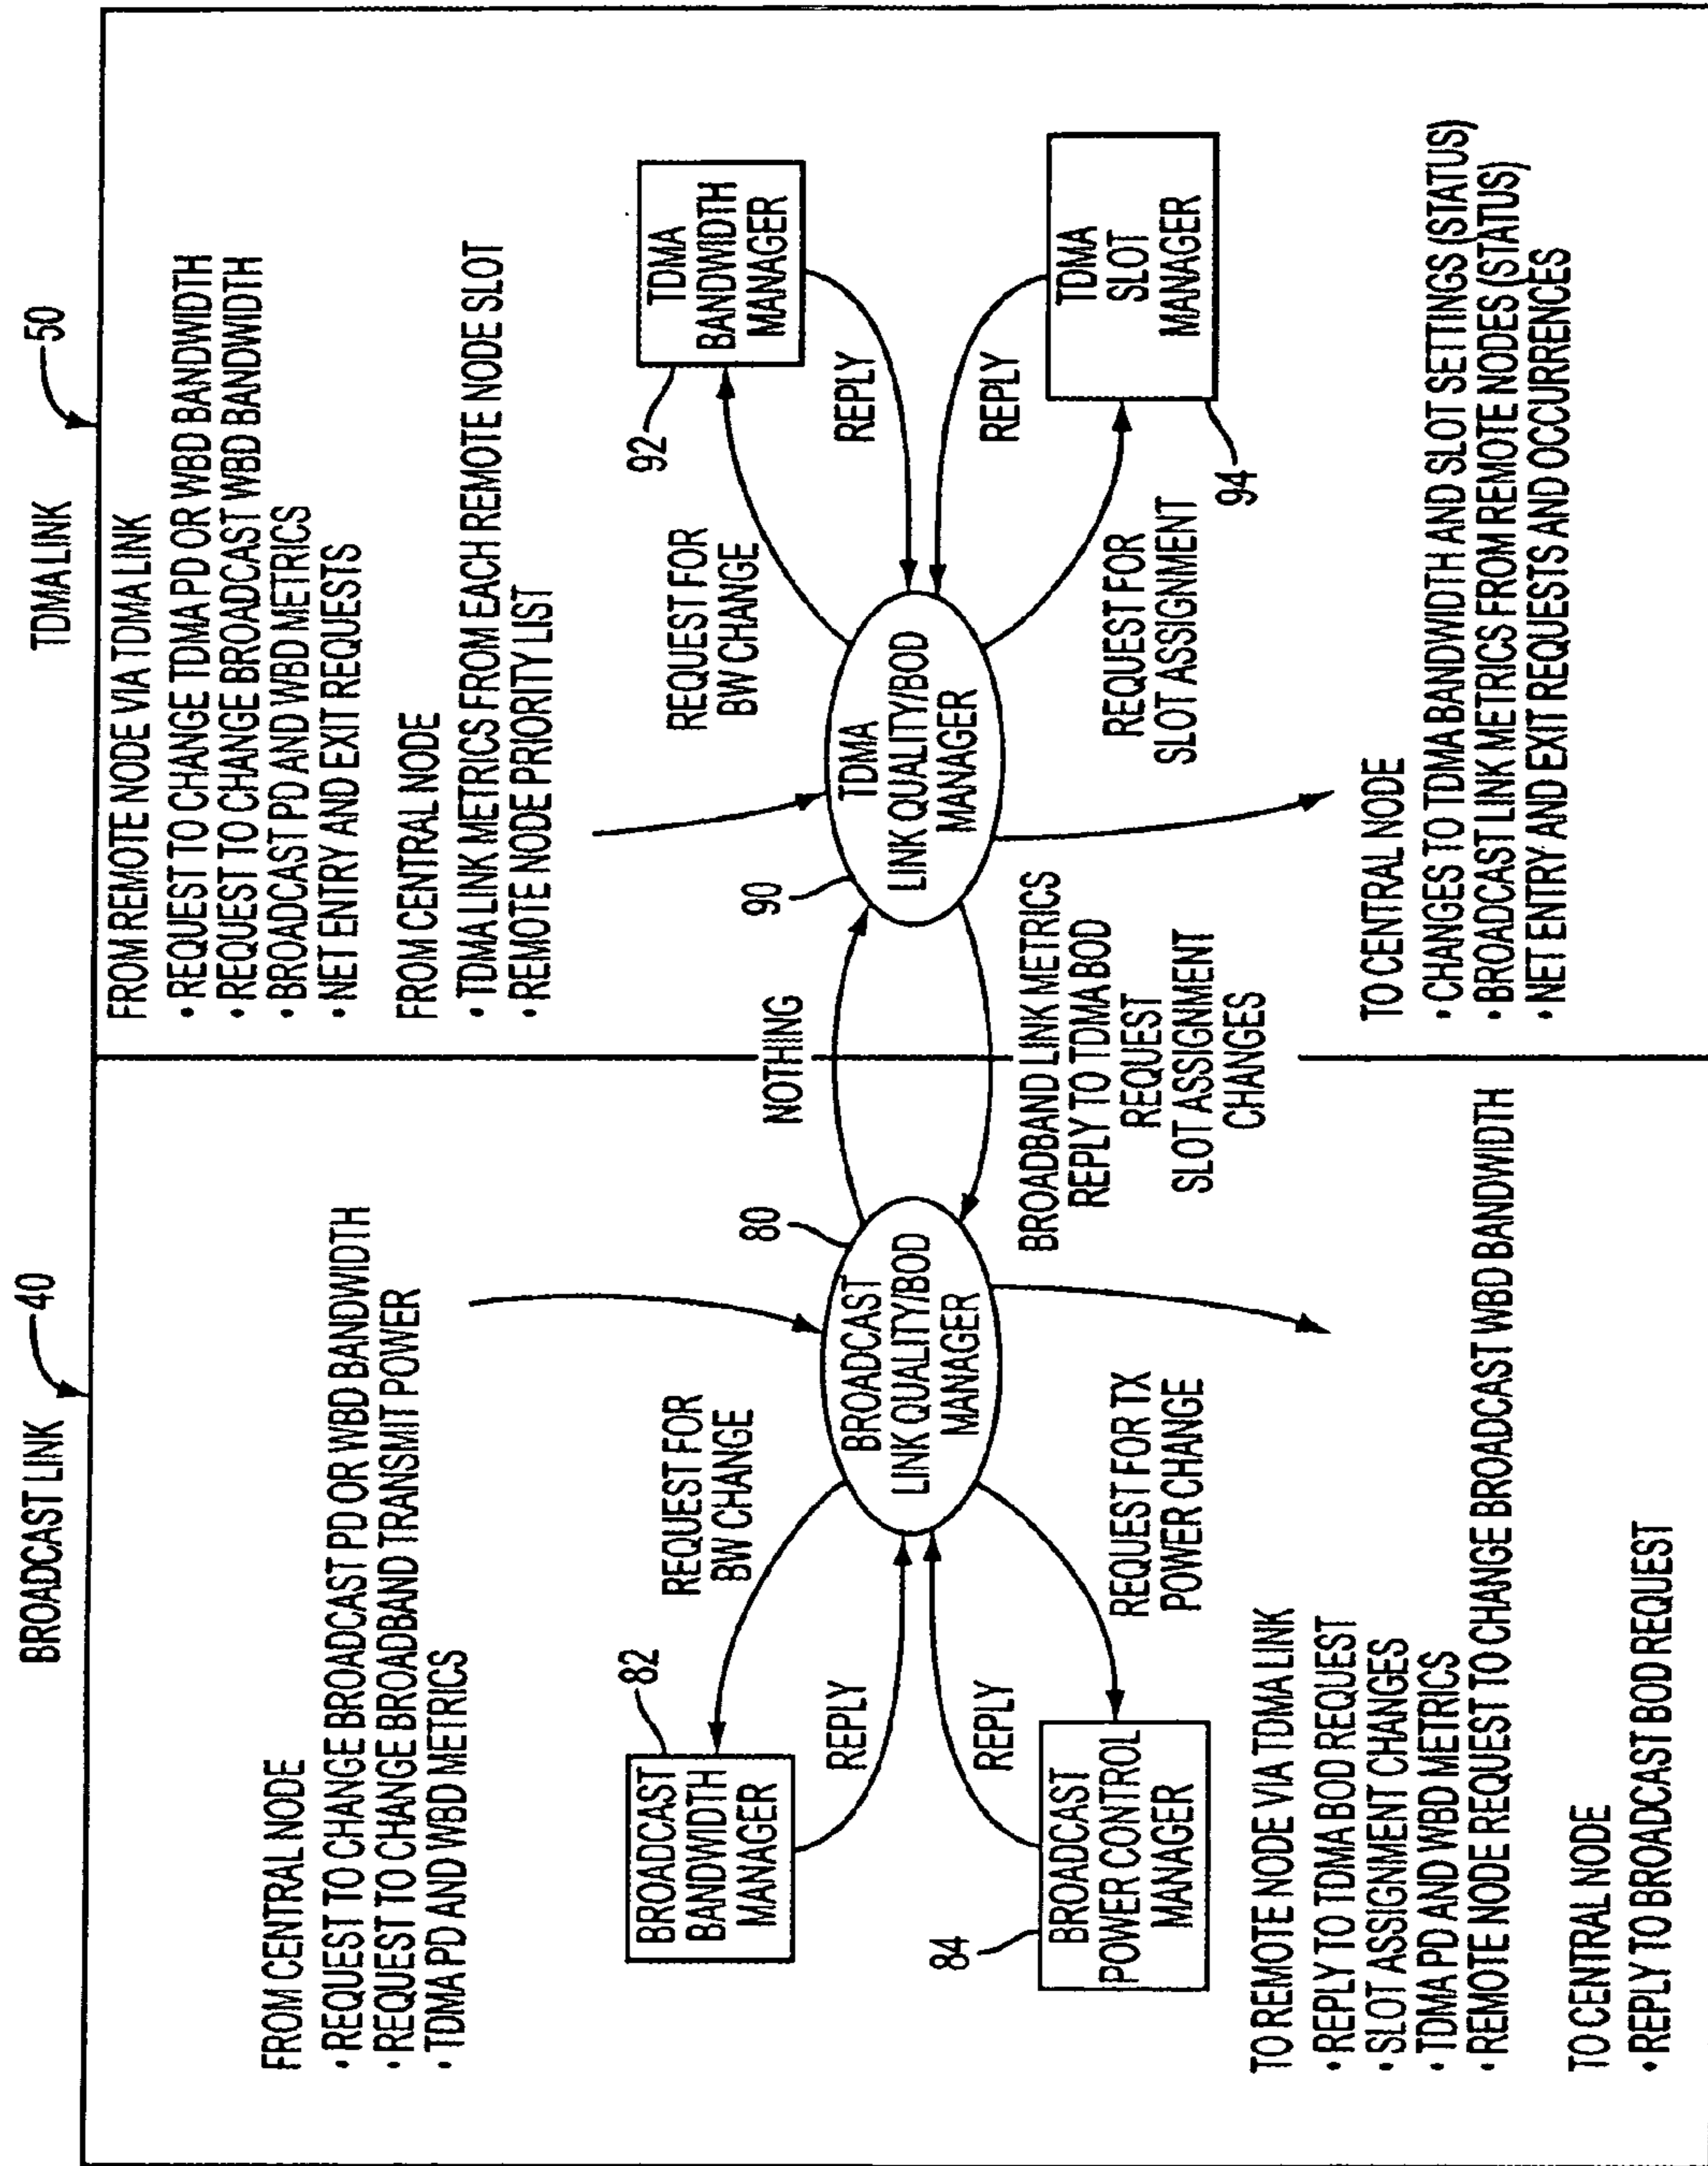 BROADCAST LINK
40
FROM CENTRAL NODE
• REQUEST TO CHANGE BROADCAST PD OR WBD BANDWIDTH
• REQUEST TO CHANGE BROADBAND TRANSMIT POWER
• TDMA PD AND WBD METRICS
BROADCAST
BANDWIDTH
MANAGER
82
REQUEST FOR
BW CHANGE
REPLY
BROADCAST
LINK QUALITY/BOD
MANAGER
80
REPLY
BROADCAST
POWER CONTROL
MANAGER
84
REQUEST FOR TX
POWER CHANGE
TO REMOTE NODE VIA TDMA LINK
• REPLY TO TDMA BOD REQUEST
• SLOT ASSIGNMENT CHANGES
• TDMA PD AND WBD METRICS
• REMOTE NODE REQUEST TO CHANGE BROADCAST WBD BANDWIDTH
TO CENTRAL NODE
• REPLY TO BROADCAST BOD REQUEST
NOTHING
BROADBAND LINK METRICS
REPLY TO TDMA BOD
REQUEST
SLOT ASSIGNMENT
CHANGES
TDMA LINK
50
FROM REMOTE NODE VIA TDMA LINK
• REQUEST TO CHANGE TDMA PD OR WBD BANDWIDTH
• REQUEST TO CHANGE BROADCAST WBD BANDWIDTH
• BROADCAST PD AND WBD METRICS
• NET ENTRY AND EXIT REQUESTS
FROM CENTRAL NODE
• TDMA LINK METRICS FROM EACH REMOTE NODE SLOT
• REMOTE NODE PRIORITY LIST
REQUEST FOR
BW CHANGE
92
TDMA
BANDWIDTH
MANAGER
REPLY
90
TDMA
LINK QUALITY/BOD
MANAGER
REPLY
REQUEST FOR
SLOT ASSIGNMENT
94
TDMA
SLOT
MANAGER
TO CENTRAL NODE
• CHANGES TO TDMA BANDWIDTH AND SLOT SETTINGS (STATUS)
• BROADCAST LINK METRICS FROM REMOTE NODES (STATUS)
• NET ENTRY AND EXIT REQUESTS AND OCCURRENCES